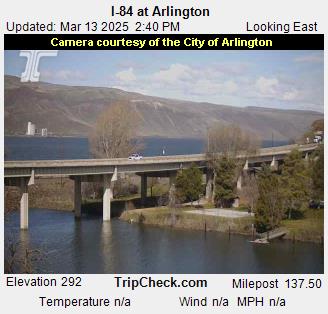 I-84 at Arlington
Updated: Mar 13 2025 2:40 PM Looking East
Camera courtesy of the City of Arlington
Elevation 292 TripCheck.com Milepost 137.50
Temperature n/a Wind n/a MPH n/a